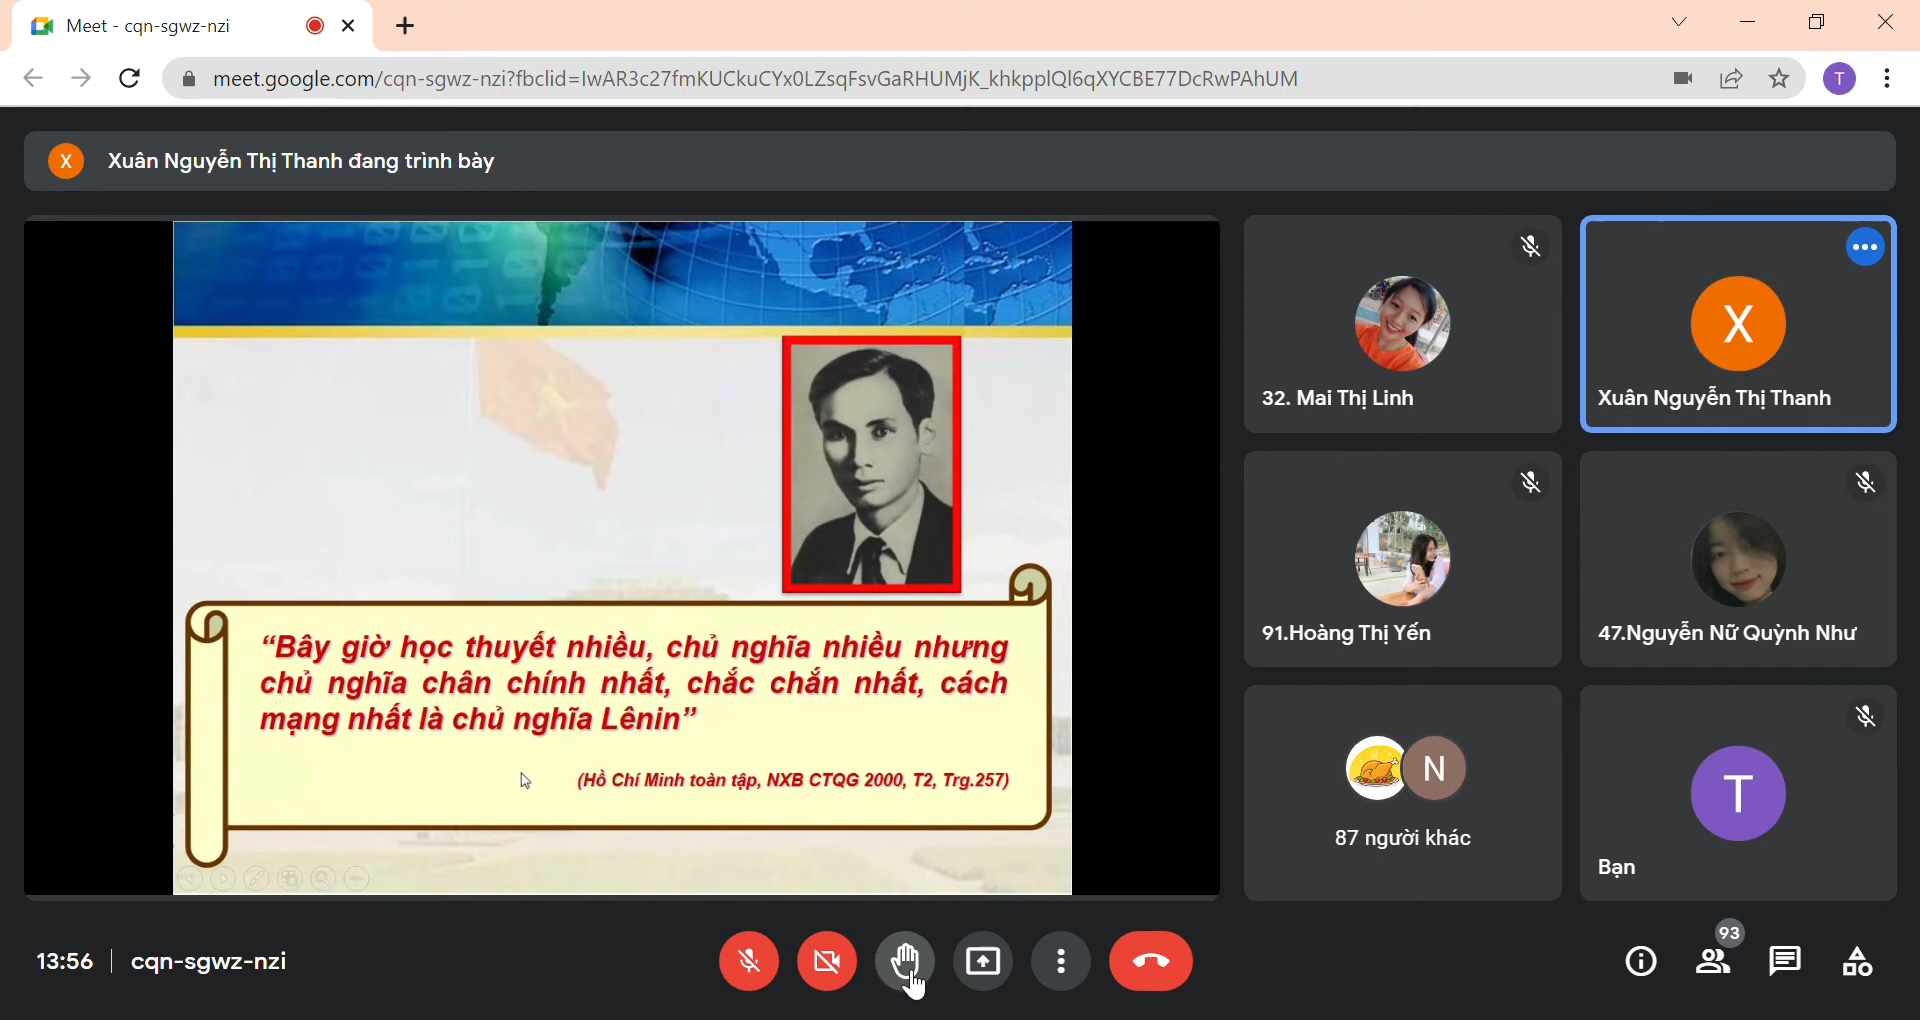 Meet - cqn-sgwz-nzi
meet.google.com/cqn-sgwz-nzi?fbclid=IwAR3c27fmKUCkuCYx0LZsqFsvGaRHUMjK_khkpplQl6qXYCBE77DcRwPAhUM
T
X
Xuân Nguyễn Thị Thanh đang trình bày
32. Mai Thị Linh
X
Xuân Nguyễn Thị Thanh
91.Hoàng Thị Yến
47.Nguyễn Nữ Quỳnh Như
“Bây giờ học thuyết nhiều, chủ nghĩa nhiều nhưng
chủ nghĩa chân chính nhất, chắc chắn nhất, cách
mạng nhất là chủ nghĩa Lênin”
(Hồ Chí Minh toàn tập, NXB CTQG 2000, T2, Trg.257)
N
87 người khác
T
Bạn
13:56
cqn-sgwz-nzi
93